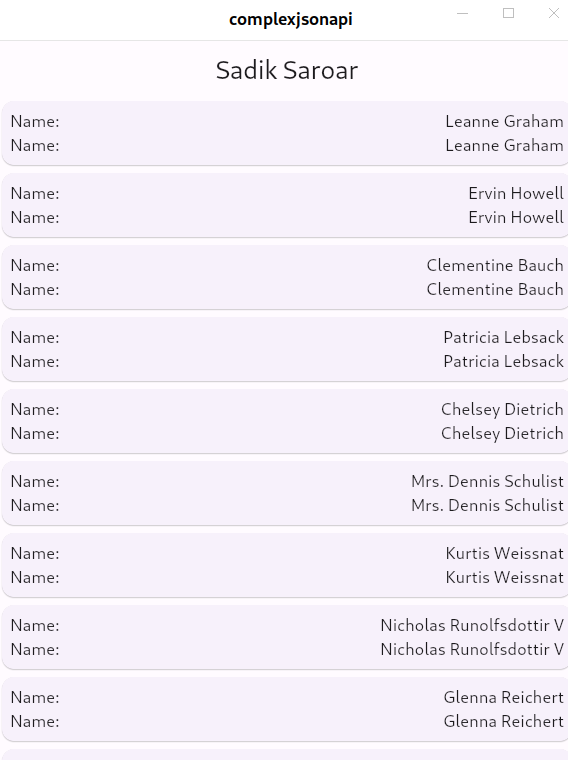 complexjsonapi
Sadik Saroar
Name: Leanne Graham
Name: Leanne Graham
Name: Ervin Howell
Name: Ervin Howell
Name: Clementine Bauch
Name: Clementine Bauch
Name: Patricia Lebsack
Name: Patricia Lebsack
Name: Chelsey Dietrich
Name: Chelsey Dietrich
Name: Mrs. Dennis Schulist
Name: Mrs. Dennis Schulist
Name: Kurtis Weissnat
Name: Kurtis Weissnat
Name: Nicholas Runolfsdottir V
Name: Nicholas Runolfsdottir V
Name: Glenna Reichert
Name: Glenna Reichert